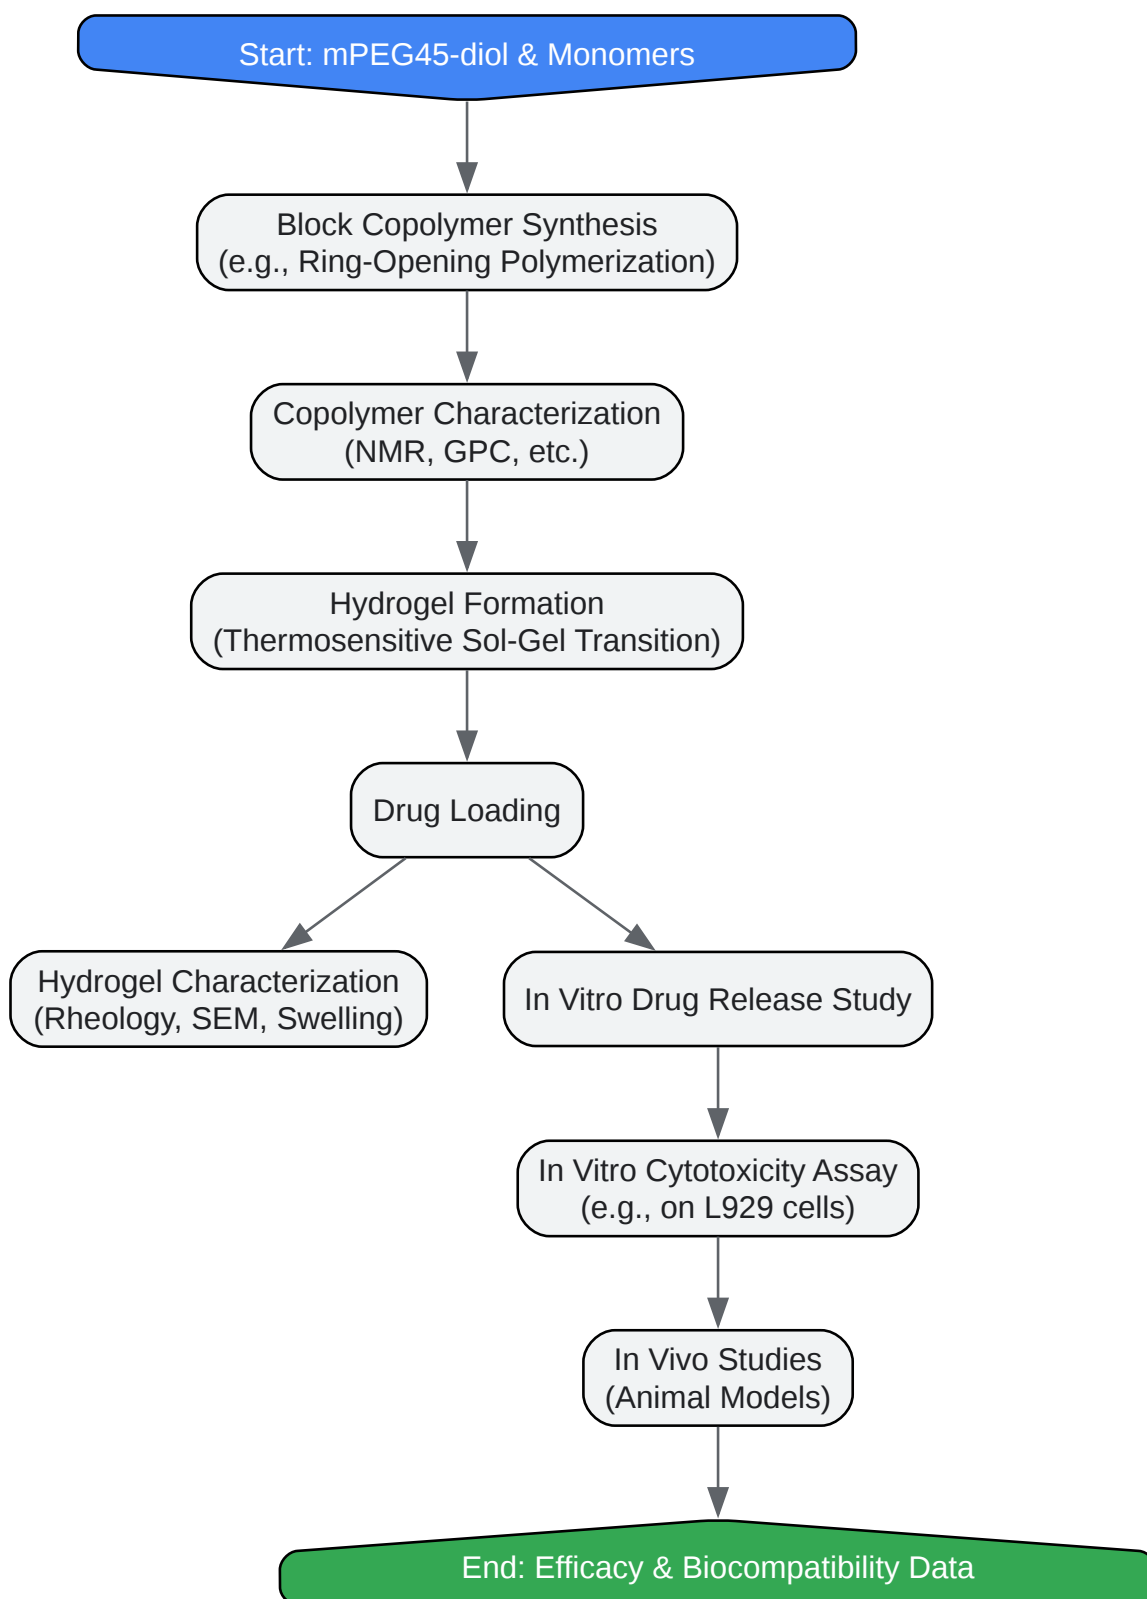 Start: mPEG45-diol & Monomers
Block Copolymer Synthesis
(e.g., Ring-Opening Polymerization)
Copolymer Characterization
(NMR, GPC, etc.)
Hydrogel Formation
(Thermosensitive Sol-Gel Transition)
Drug Loading
Hydrogel Characterization
(Rheology, SEM, Swelling)
In Vitro Drug Release Study
In Vitro Cytotoxicity Assay
(e.g., on L929 cells)
In Vivo Studies
(Animal Models)
End: Efficacy & Biocompatibility Data